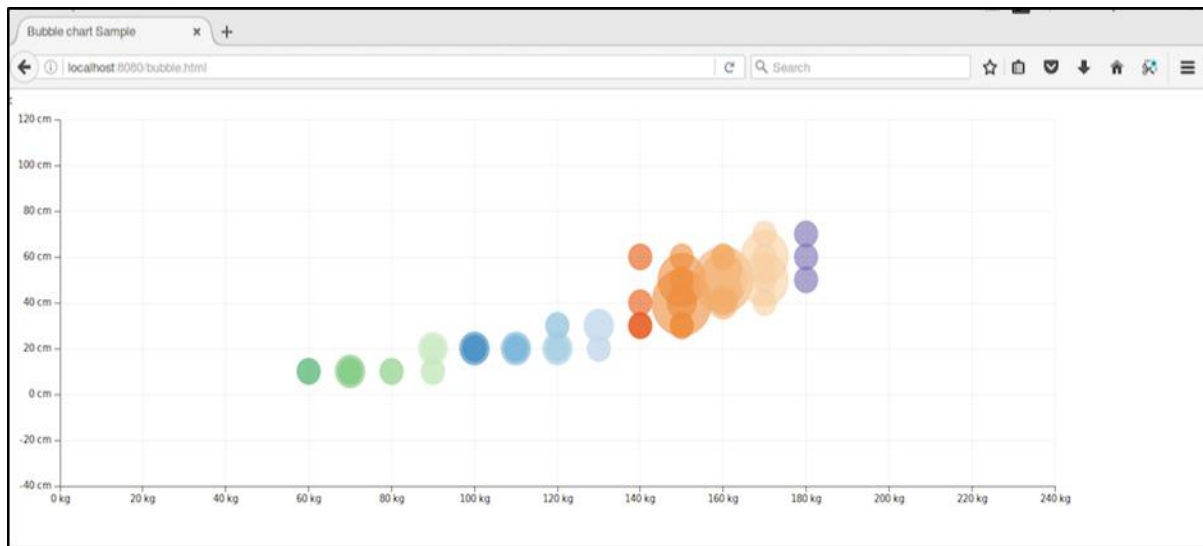 Bubble chart Sample
localhost:8080/bubble.html
Search
120 cm
100 cm
80 cm
60 cm
40 cm
20 cm
0 cm
-20 cm
-40 cm
0 kg 20 kg 40 kg 60 kg 80 kg 100 kg 120 kg 140 kg 160 kg 180 kg 200 kg 220 kg 240 kg